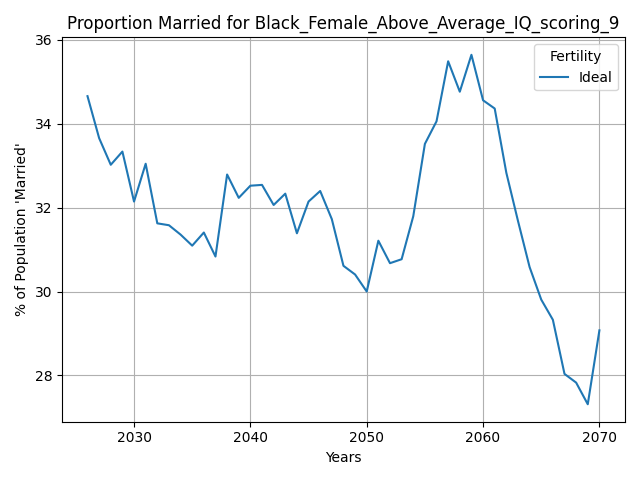 Proportion Married for Black_Female_Above_Average_IQ_scoring_9
% of Population 'Married'
36
34
32
30
28
Fertility
Ideal
2030 2040 2050 2060 2070
Years